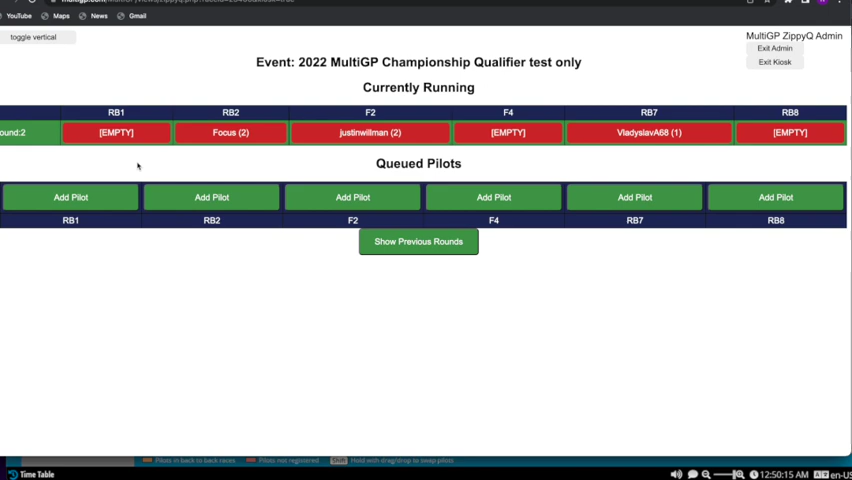 YouTube Maps News Gmail
toggle vertical
MultiGP ZippyQ Admin
Exit Admin
Exit Kiosk
Event: 2022 MultiGP Championship Qualifier test only
Currently Running
RB1 RB2 F2 F4 RB7 RB8
ound:2 [EMPTY] Focus (2) justinwillman (2) [EMPTY] VladyslavA68 (1) [EMPTY]
Queued Pilots
Add Pilot Add Pilot Add Pilot Add Pilot Add Pilot Add Pilot
RB1 RB2 F2 F4 RB7 RB8
Show Previous Rounds
Pilots in back to back races Pilots not registered Shift Hold with drag/drop to swap pilots
Time Table 12:50:15 AM en-US